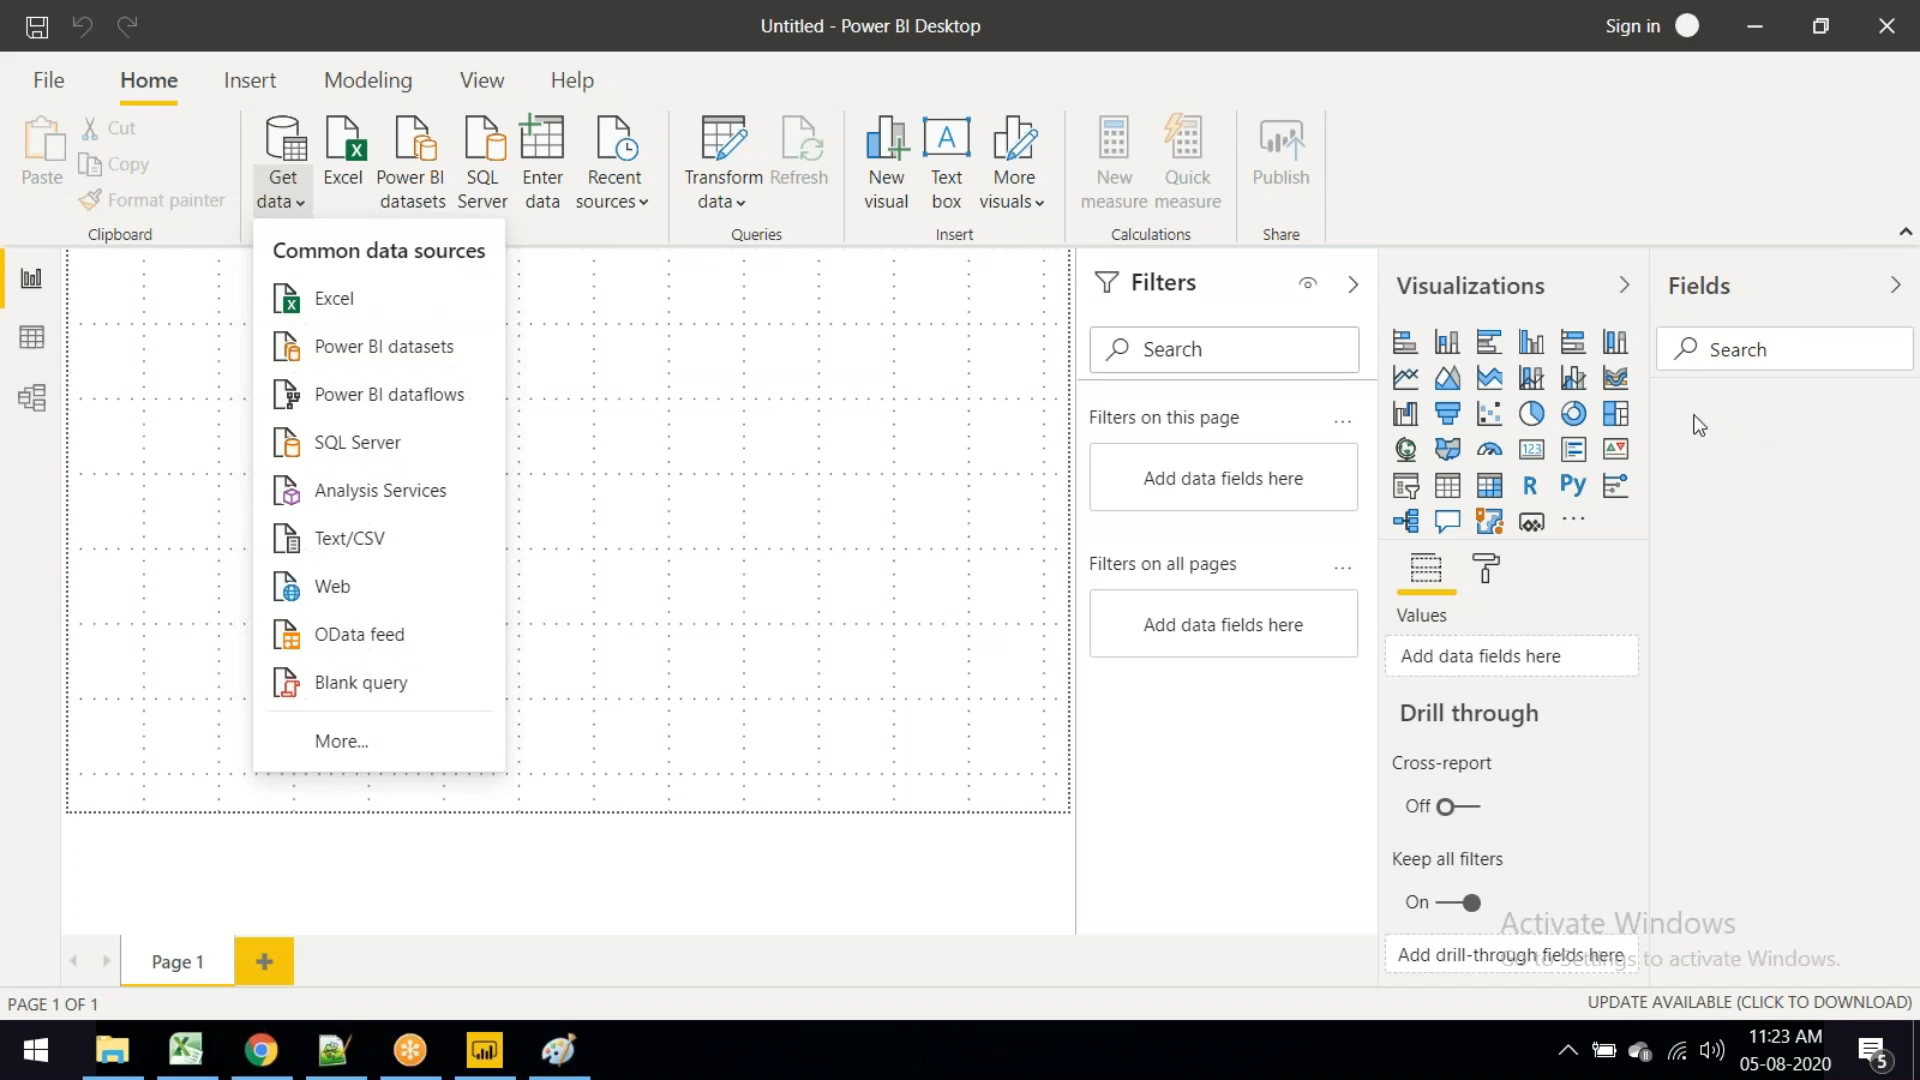 Untitled - Power BI Desktop
Sign in
File
Home
Insert
Modeling
View
Help
Paste
Cut
Copy
Format painter
Clipboard
Get
data
Excel
Power BI
datasets
SQL
Server
Enter
data
Recent
sources
Transform
data
Refresh
Queries
New
visual
Text
box
More
visuals
Insert
New
measure
Quick
measure
Calculations
Publish
Share
Common data sources
Excel
Power BI datasets
Power BI dataflows
SQL Server
Analysis Services
Text/CSV
Web
OData feed
Blank query
More...
Filters
Search
Filters on this page
...
Add data fields here
Filters on all pages
...
Add data fields here
Visualizations
123
R
Py
...
Values
Add data fields here
Drill through
Cross-report
Off
Keep all filters
On
Add drill-through fields here
Fields
Search
Activate Windows
Go to Settings to activate Windows.
Page 1
PAGE 1 OF 1
UPDATE AVAILABLE (CLICK TO DOWNLOAD)
11:23 AM
05-08-2020
5